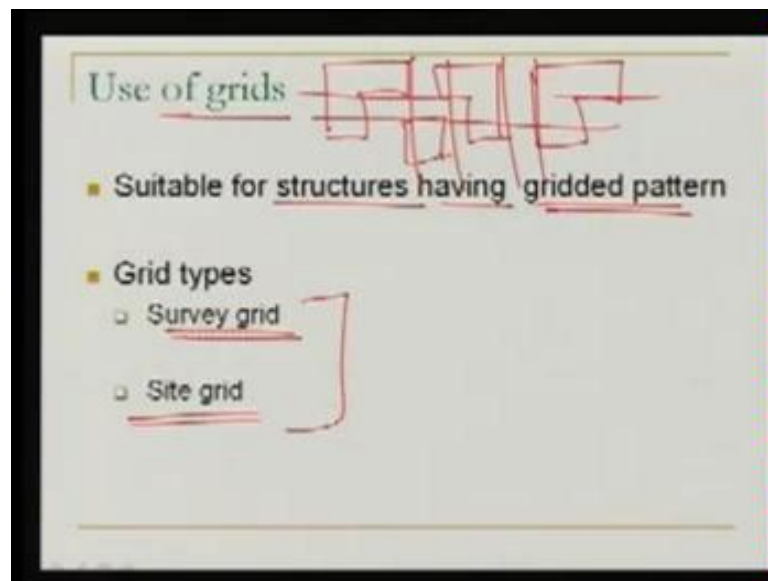 Use of grids
Suitable for structures having gridded pattern
Grid types
Survey grid
Site grid